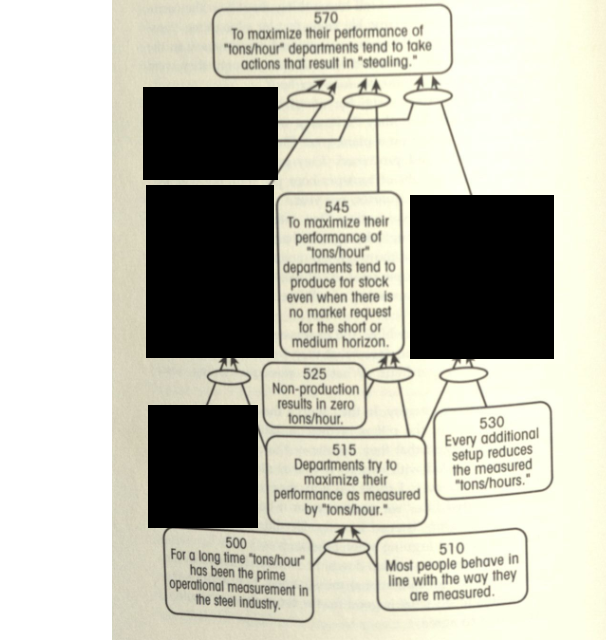 570
To maximize their performance of
"tons/hour" departments tend to take
actions that result in "stealing."
545
To maximize their
performance of
"tons/hour"
departments tend to
produce for stock
even when there is
no market request
for the short or
medium horizon.
525
Non-production
results in zero
tons/hour.
530
Every additional
setup reduces
the measured
"tons/hours."
515
Departments try to
maximize their
performance as measured
by "tons/hour."
500
For a long time "tons/hour"
has been the prime
operational measurement in
the steel industry.
510
Most people behave in
line with the way they
are measured.